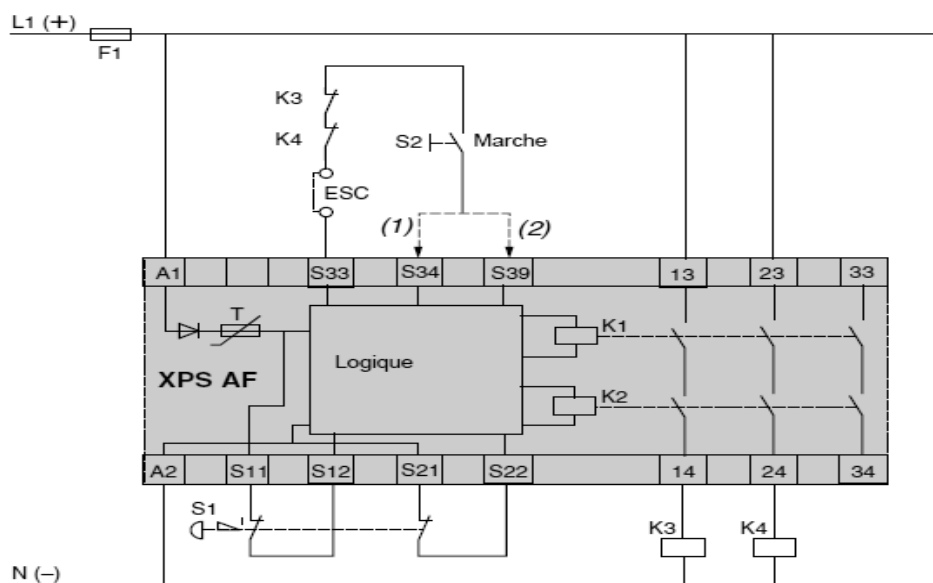 L1 (+)
F1
K3
K4
S2
Marche
ESC
(1)
(2)
A1
S33
S34
S39
13
23
33
T
K1
Logique
XPS AF
K2
A2
S11
S12
S21
S22
14
24
34
S1
K3
K4
N (–)